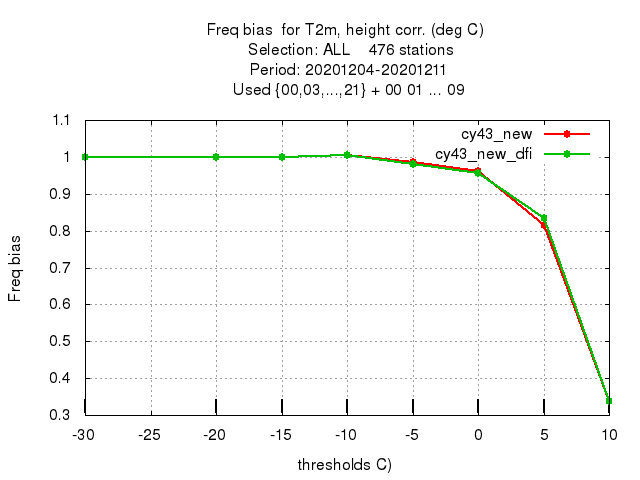 Freq bias  for T2m, height corr. (deg C)
Selection: ALL    476 stations
Period: 20201204-20201211
Used {00,03,...,21} + 00 01 ... 09
cy43_new
cy43_new_dfi
1.1
1
0.9
0.8
0.7
0.6
0.5
0.4
0.3
Freq bias
-30 -25 -20 -15 -10 -5 0 5 10
thresholds C)